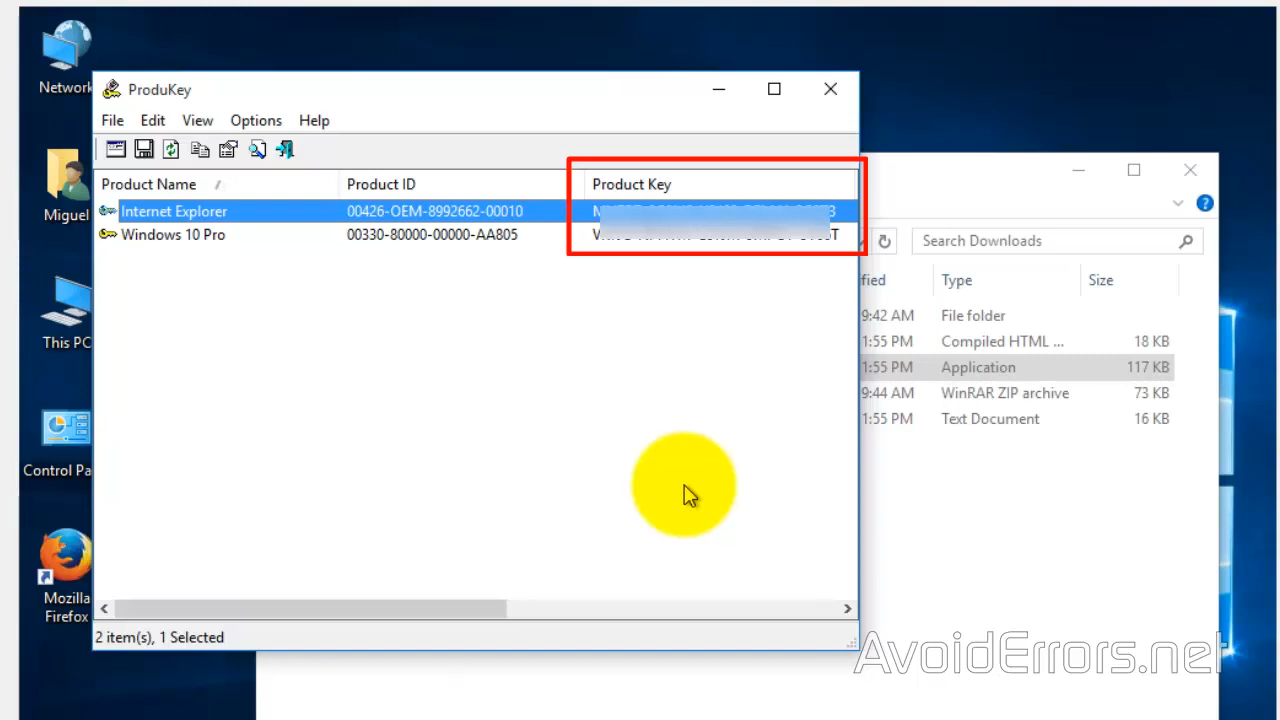 Network
Miguel
This PC
Control Pa
Mozilla
Firefox
ProduKey
File Edit View Options Help
Product Name Product ID Product Key
Internet Explorer 00426-OEM-8992662-00010
Windows 10 Pro 00330-80000-00000-AA805
2 item(s), 1 Selected
Search Downloads
fied Type Size
9:42 AM File folder
1:55 PM Compiled HTML ... 18 KB
1:55 PM Application 117 KB
9:44 AM WinRAR ZIP archive 73 KB
1:55 PM Text Document 16 KB
AvoidErrors.net